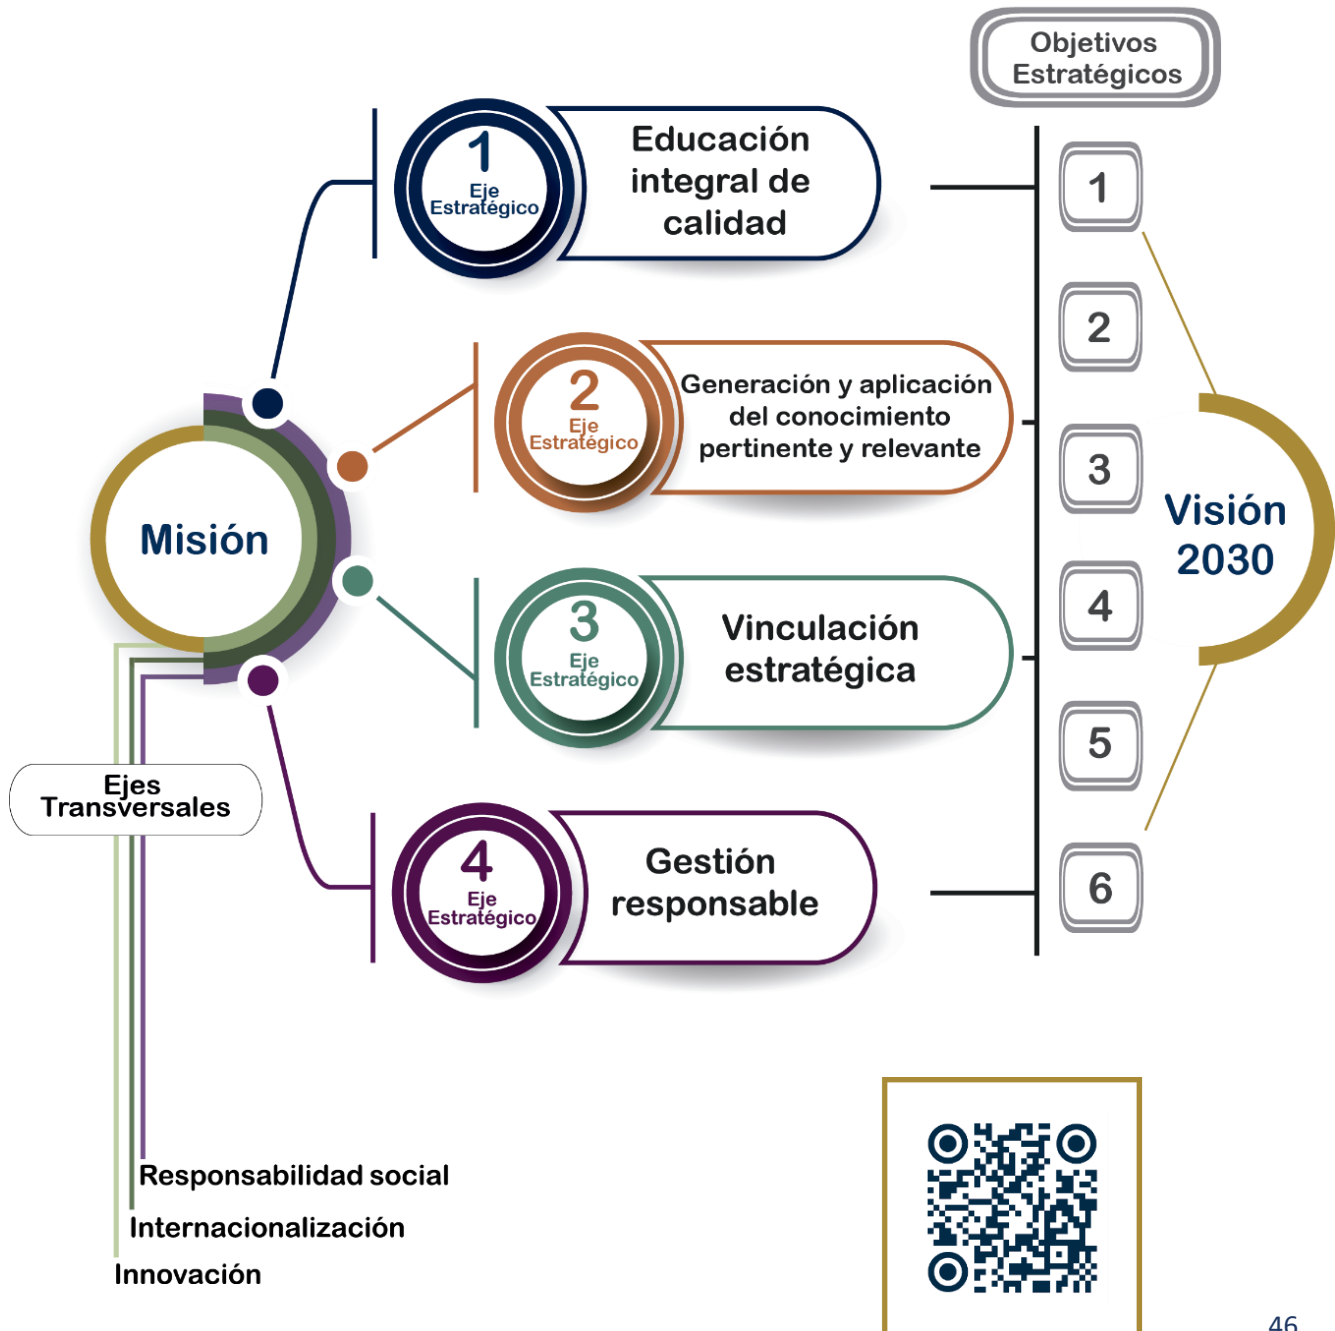 Objetivos
Estratégicos
1
Eje
Estratégico
Educación
integral de
calidad
2
Eje
Estratégico
Generación y aplicación
del conocimiento
pertinente y relevante
3
Eje
Estratégico
Vinculación
estratégica
4
Eje
Estratégico
Gestión
responsable
1
2
3
4
5
6
Misión
Visión
2030
Ejes
Transversales
Responsabilidad social
Internacionalización
Innovación
46